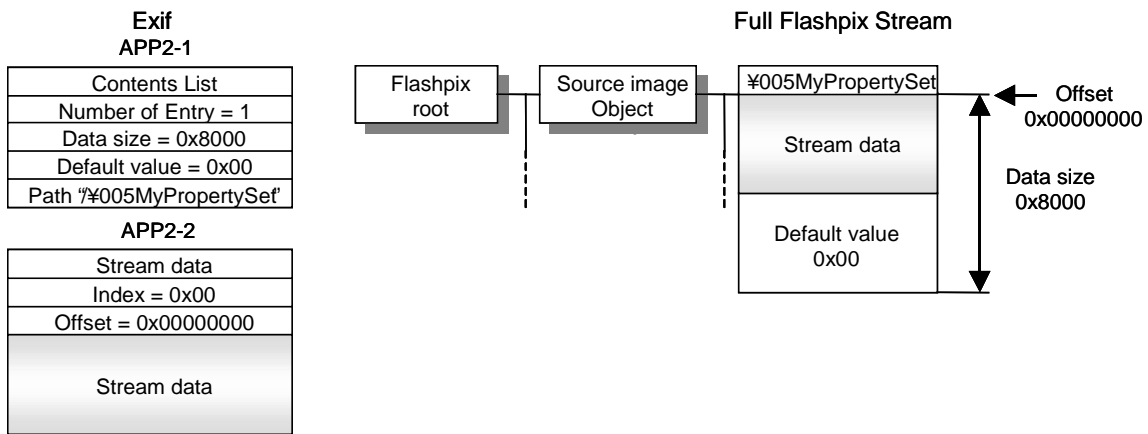 Exif
APP2-1
Contents List
Number of Entry = 1
Data size = 0x8000
Default value = 0x00
Path "/¥005MyPropertySet"
APP2-2
Stream data
Index = 0x00
Offset = 0x00000000
Stream data
Full Flashpix Stream
Flashpix
root
Source image
Object
¥005MyPropertySet
Stream data
Default value
0x00
Offset
0x00000000
Data size
0x8000